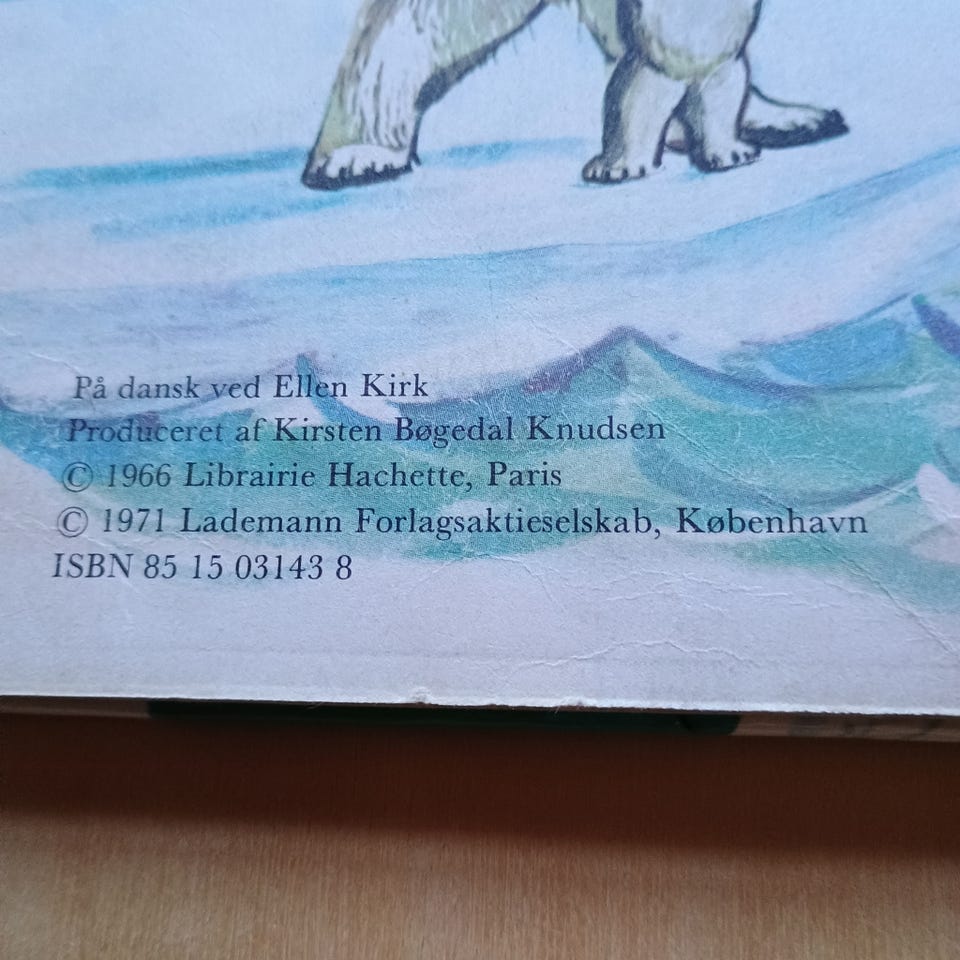 På dansk ved Ellen Kirk
Produceret af Kirsten Bøgedal Knudsen
© 1966 Librairie Hachette, Paris
© 1971 Lademann Forlagsaktieselskab, København
ISBN 85 15 03143 8